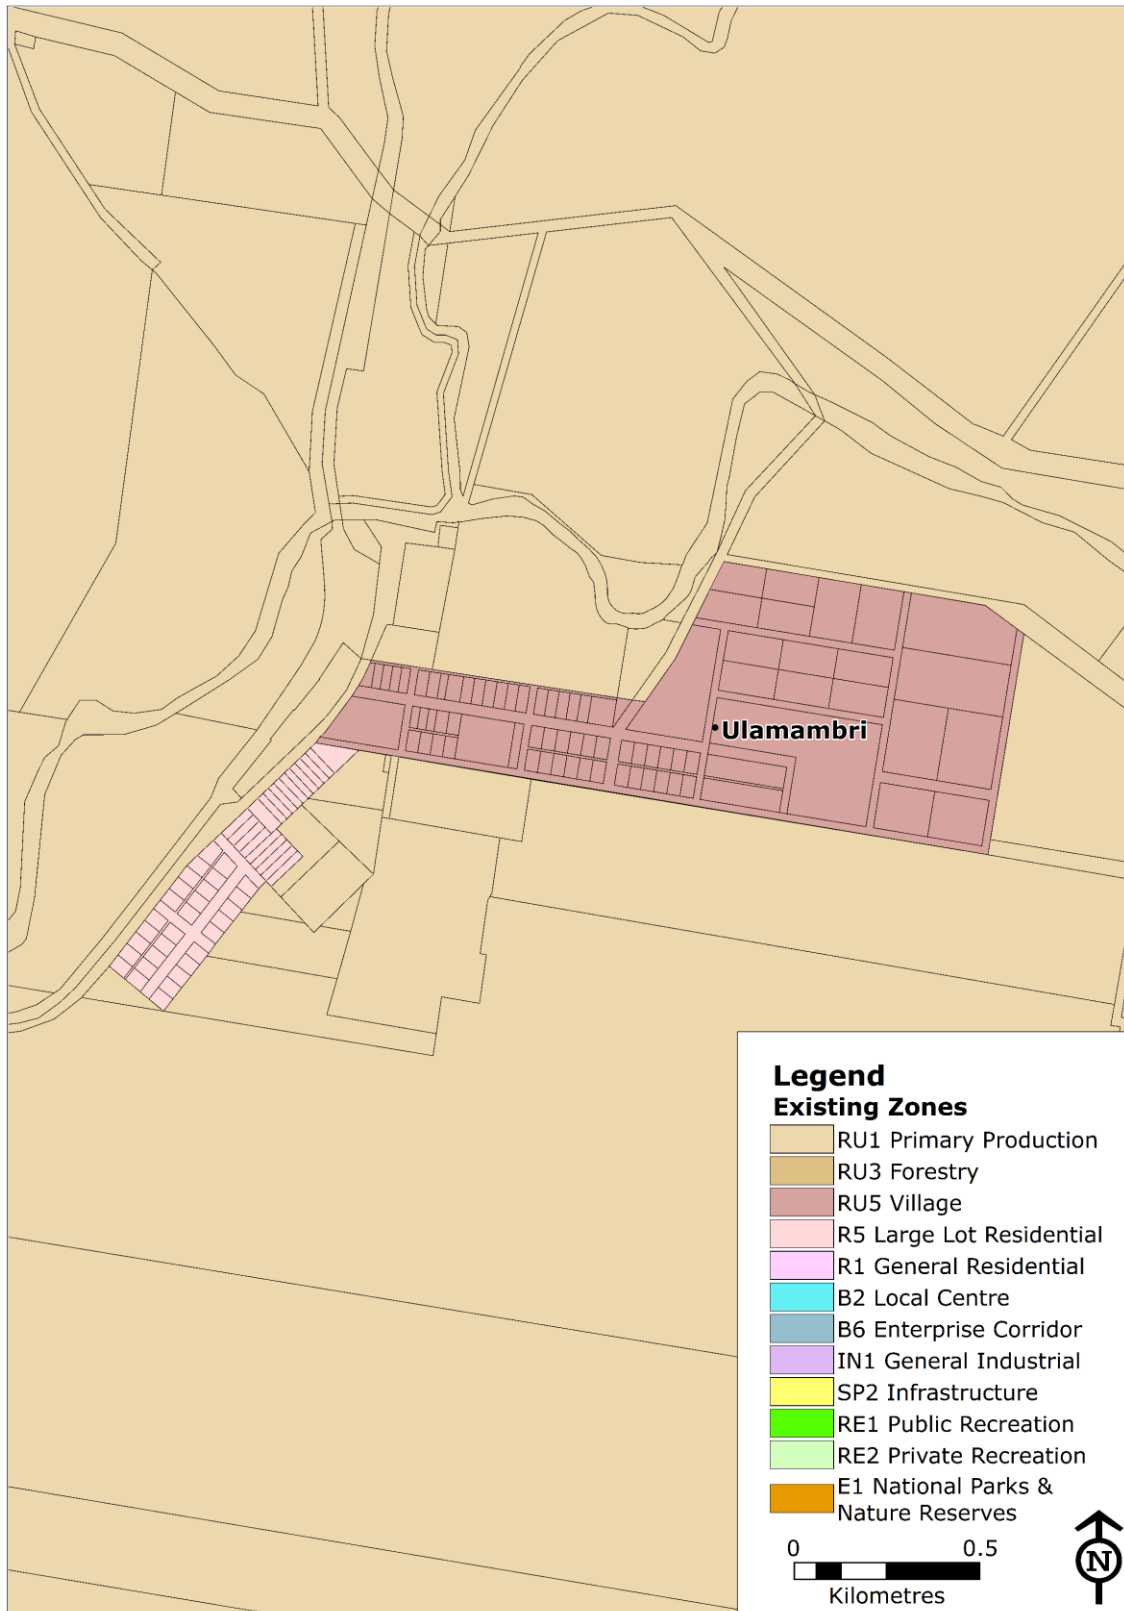 Ulamambri
Legend
Existing Zones
RU1 Primary Production
RU3 Forestry
RU5 Village
R5 Large Lot Residential
R1 General Residential
B2 Local Centre
B6 Enterprise Corridor
IN1 General Industrial
SP2 Infrastructure
RE1 Public Recreation
RE2 Private Recreation
E1 National Parks &
Nature Reserves
0 0.5
Kilometres
N